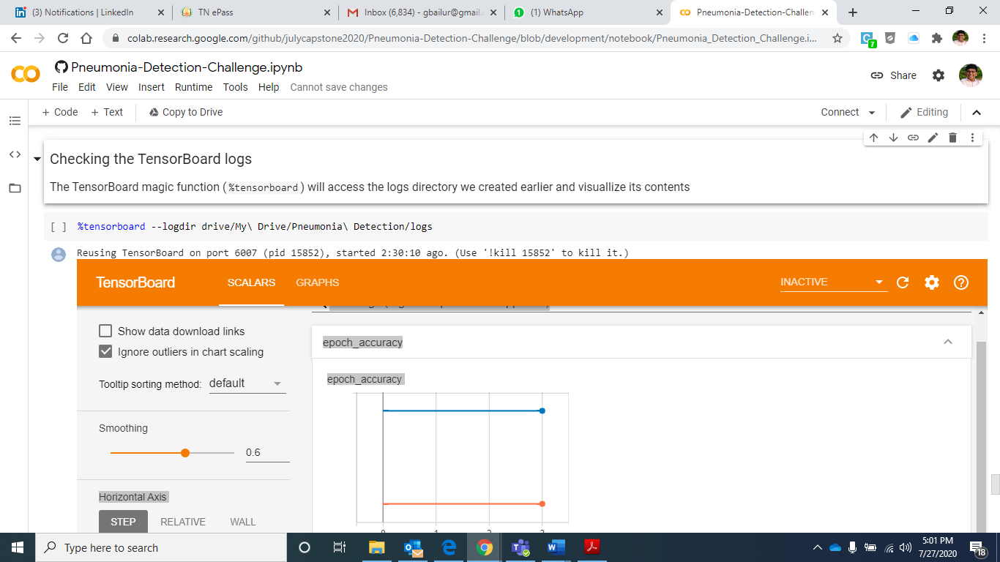 (3) Notifications | LinkedIn
TN ePass
Inbox (6,834) - gbailur@gmail.
(1) WhatsApp
Pneumonia-Detection-Challen
colab.research.google.com/github/julycapstone2020/Pneumonia-Detection-Challenge/blob/development/notebook/Pneumonia_Detection_Challenge.i...
7
Pneumonia-Detection-Challenge.ipynb
Share
File Edit View Insert Runtime Tools Help Cannot save changes
+ Code + Text Copy to Drive Connect Editing
Checking the TensorBoard logs
The TensorBoard magic function (%tensorboard) will access the logs directory we created earlier and visuallize its contents
[ ] %tensorboard --logdir drive/My\ Drive/Pneumonia\ Detection/logs
Reusing TensorBoard on port 6007 (pid 15852), started 2:30:10 ago. (Use '!kill 15852' to kill it.)
TensorBoard SCALARS GRAPHS INACTIVE
Show data download links
Ignore outliers in chart scaling
Tooltip sorting method: default
Smoothing
0.6
Horizontal Axis
STEP RELATIVE WALL
epoch_accuracy
epoch_accuracy
Type here to search
5:01 PM
7/27/2020
18